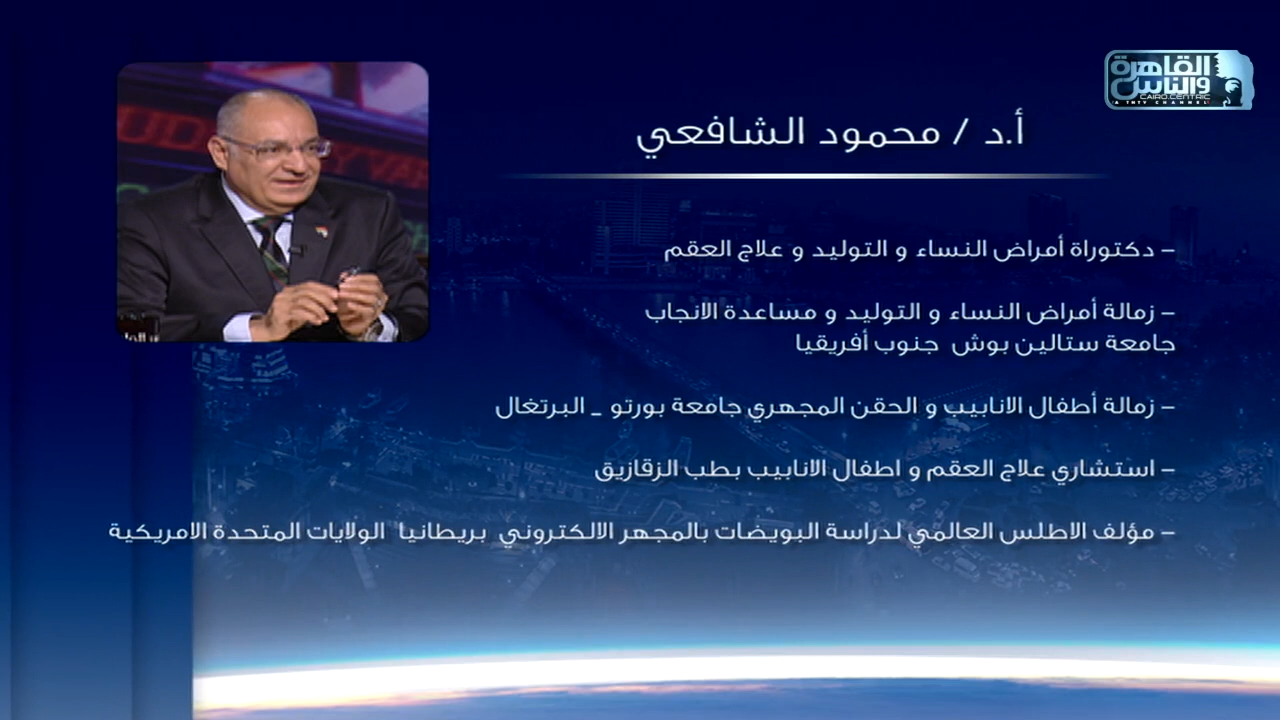 القاهرة
والناس
CAIRO.CENTRIC
A TNTV CHANNEL
أ.د / محمود الشافعي
– دكتوراة أمراض النساء و التوليد و علاج العقم
– زمالة أمراض النساء و التوليد و مساعدة الانجاب
جامعة ستالين بوش جنوب أفريقيا
– زمالة أطفال الانابيب و الحقن المجهري جامعة بورتو _ البرتغال
– استشاري علاج العقم و اطفال الانابيب بطب الزقازيق
– مؤلف الاطلس العالمي لدراسة البويضات بالمجهر الالكتروني بريطانيا الولايات المتحدة الامريكية